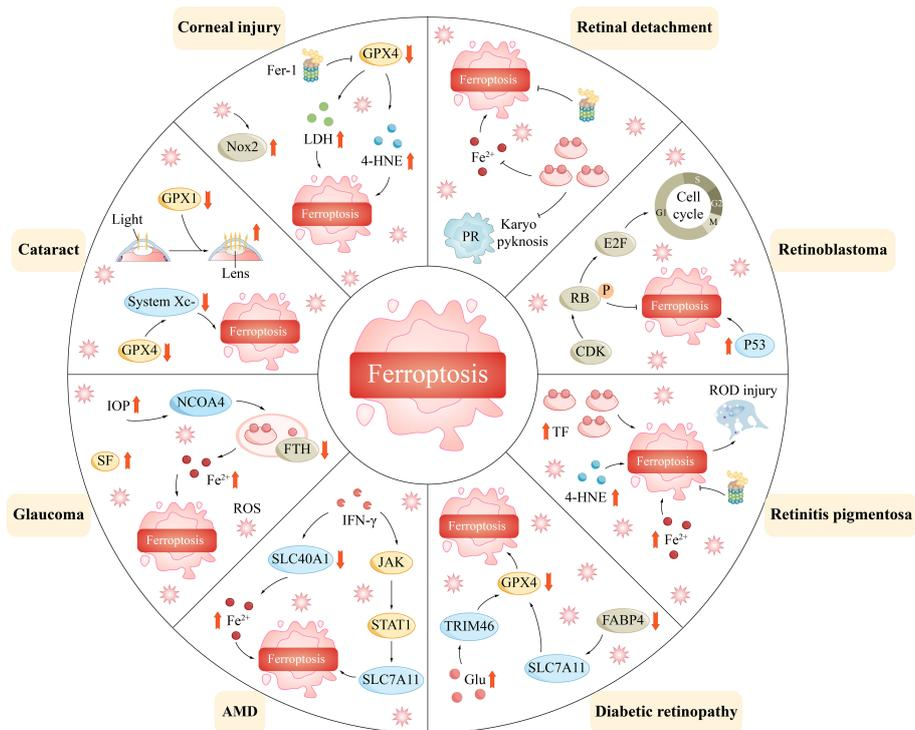 Corneal injury
Retinal detachment
Fer-1
GPX4
Nox2
LDH
4-HNE
Ferroptosis
Ferroptosis
Fe²⁺
PR
Karyo
pyknosis
Cataract
GPX1
Light
Lens
System Xc-
GPX4
Ferroptosis
Retinoblastoma
S
G2
M
G1
Cell
cycle
E2F
RB
P
CDK
Ferroptosis
P53
Ferroptosis
Glaucoma
IOP
NCOA4
FTH
SF
Fe²⁺
ROS
Ferroptosis
Retinitis pigmentosa
ROD injury
TF
Ferroptosis
4-HNE
Fe²⁺
AMD
IFN-γ
SLC40A1
JAK
Fe²⁺
STAT1
Ferroptosis
SLC7A11
Diabetic retinopathy
Ferroptosis
GPX4
TRIM46
FABP4
Glu
SLC7A11